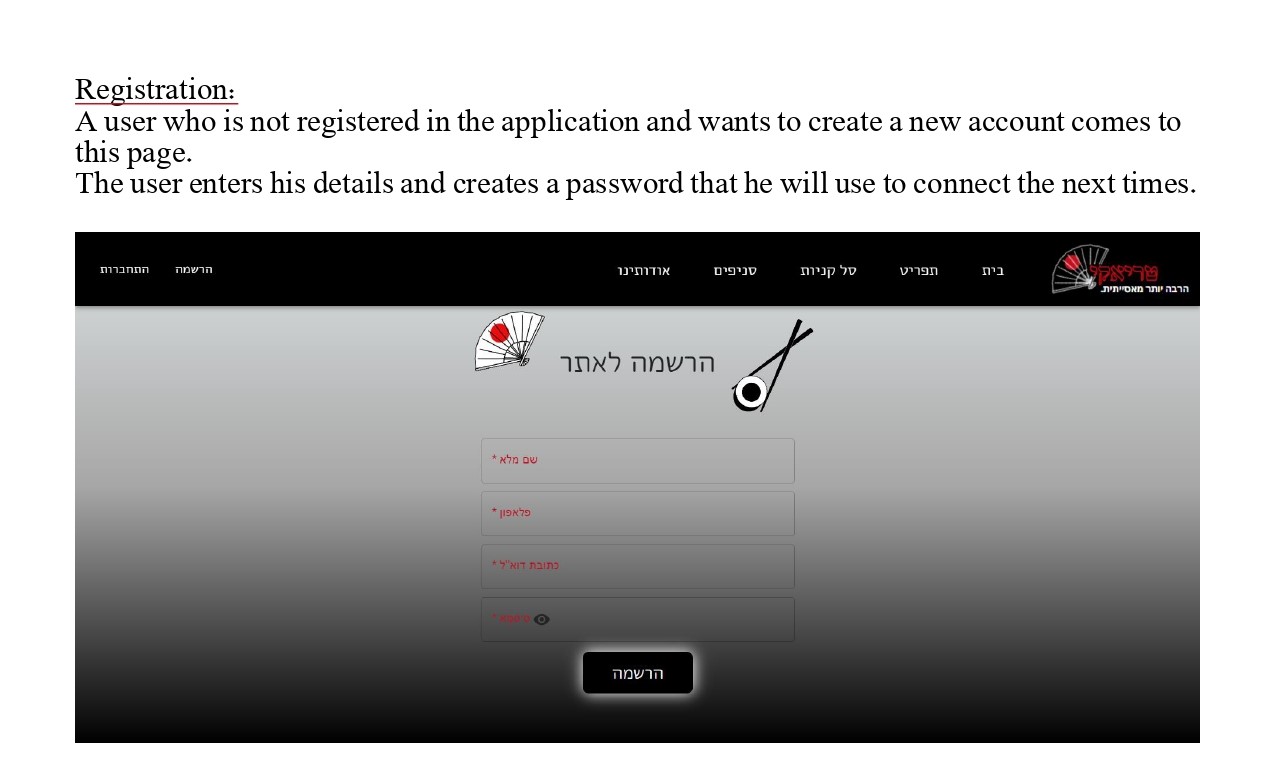 Registration:
A user who is not registered in the application and wants to create a new account comes to
this page.
The user enters his details and creates a password that he will use to connect the next times.
טריאקי
הרבה יותר מאסייתית.
בית
תפריט
סל קניות
סניפים
אודותינו
הרשמה
התחברות
הרשמה לאתר
שם מלא *
פלאפון *
כתובת דוא"ל *
סיסמה *
הרשמה